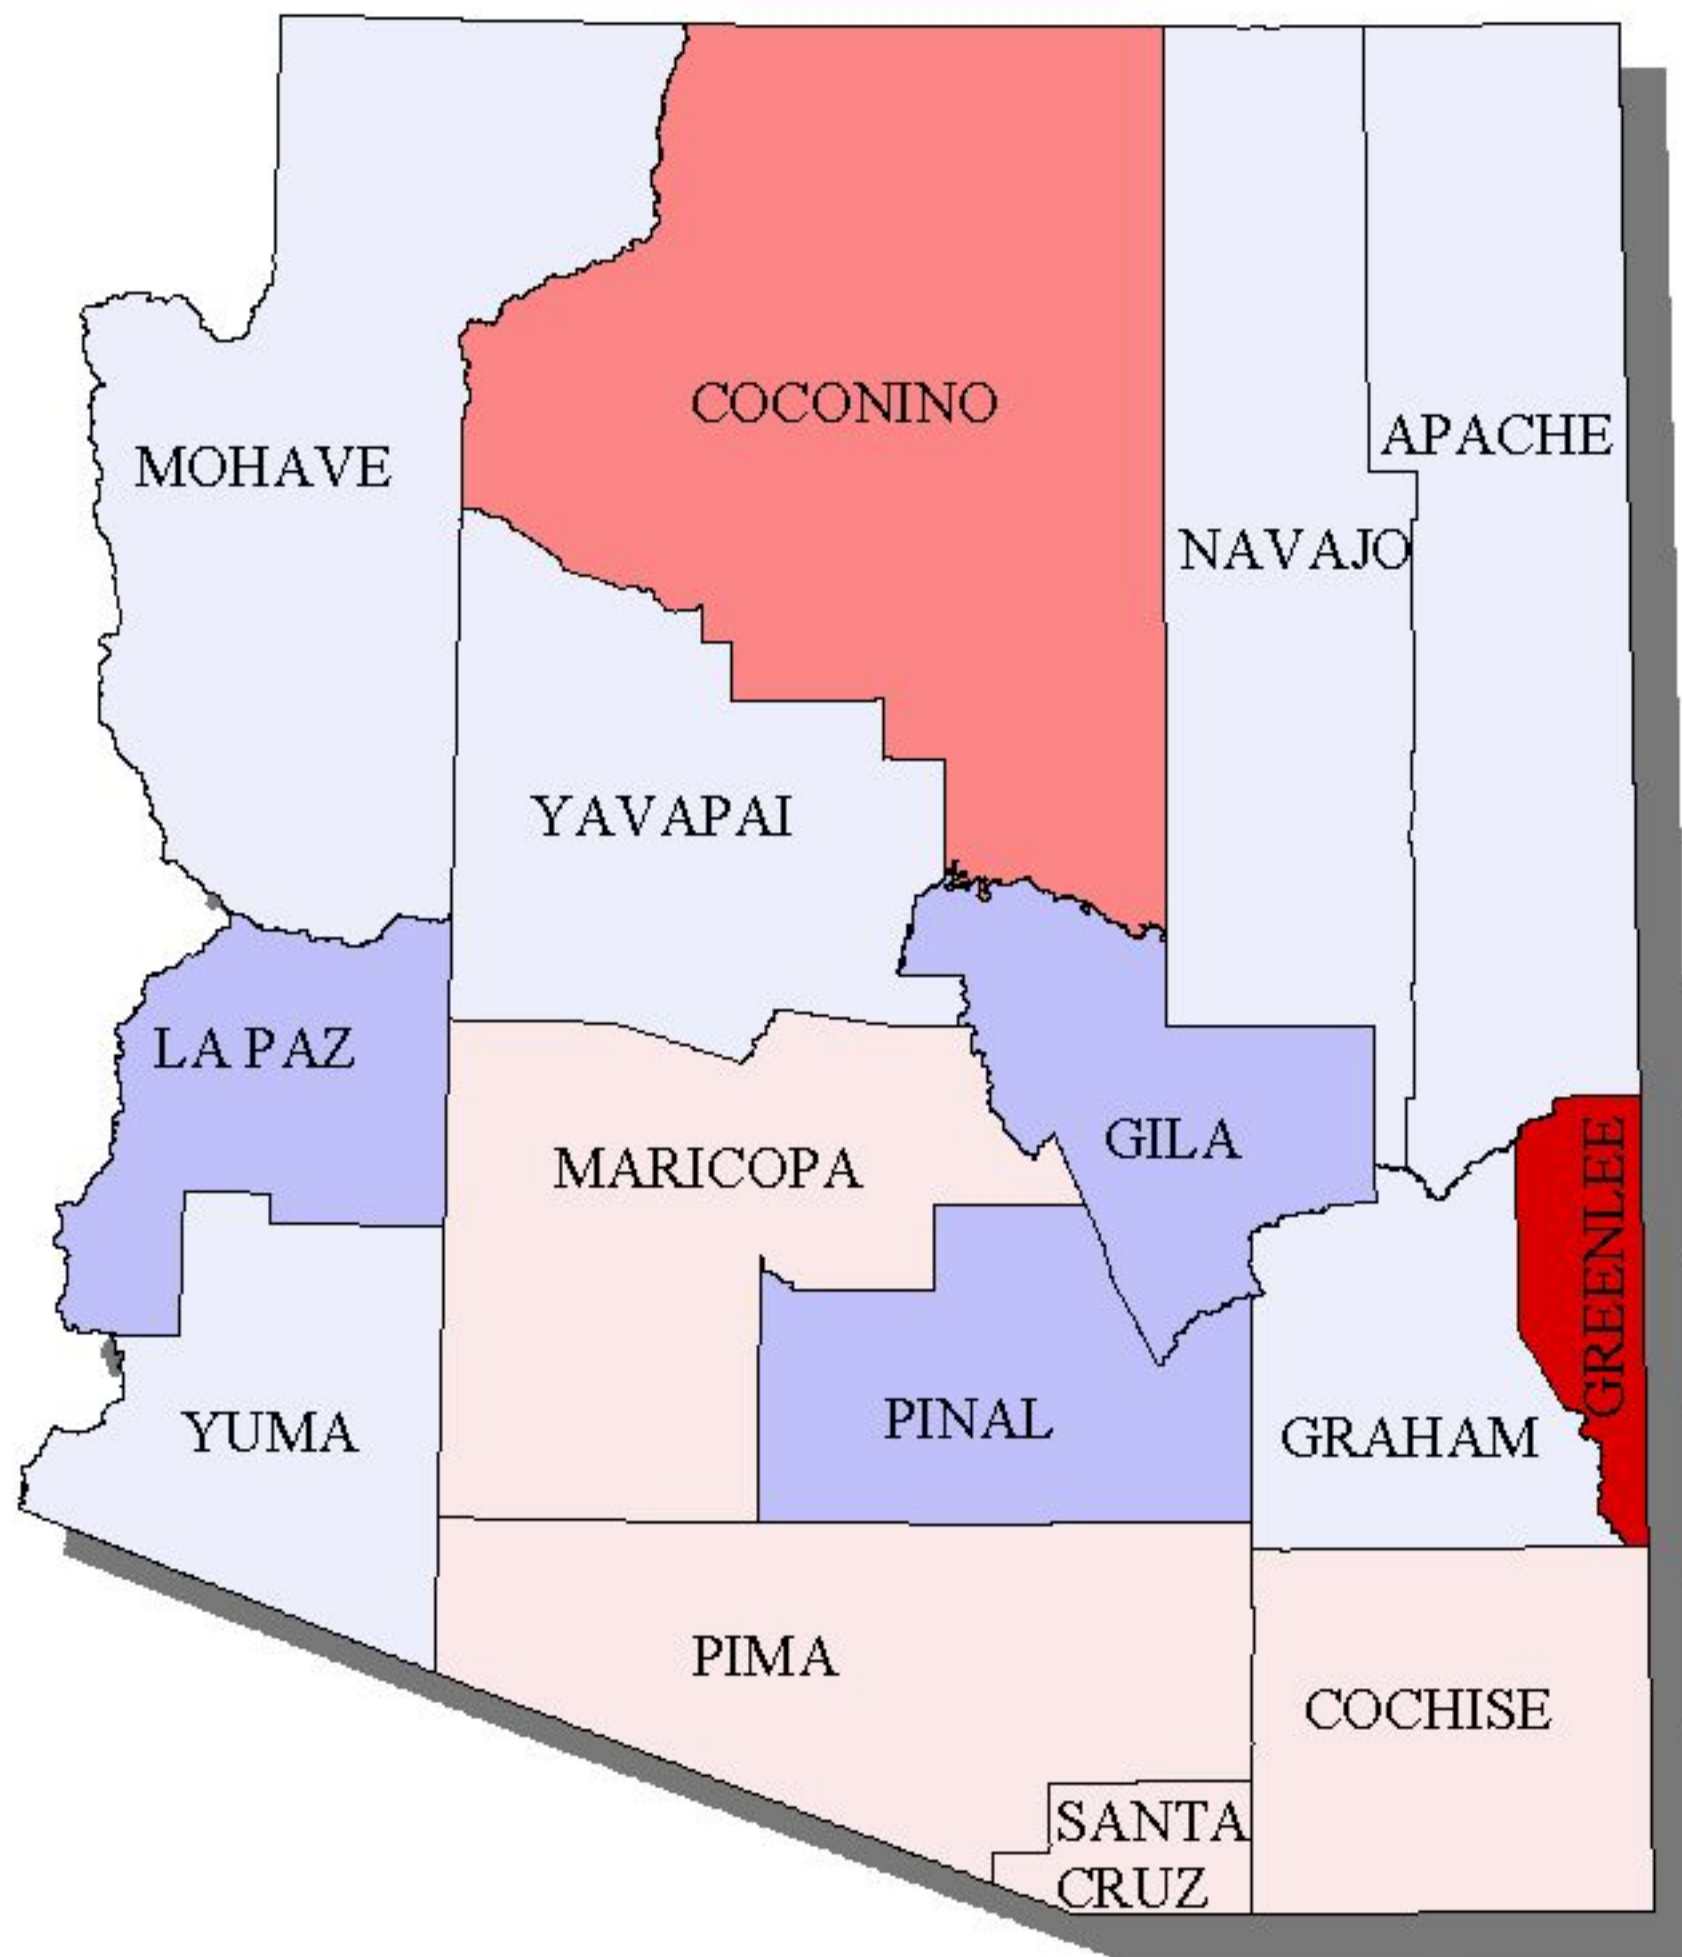 COCONINO
APACHE
MOHAVE
NAVAJO
YAVAPAI
LA PAZ
GILA
MARICOPA
GREENLEE
PINAL
YUMA
GRAHAM
PIMA
COCHISE
SANTA
CRUZ